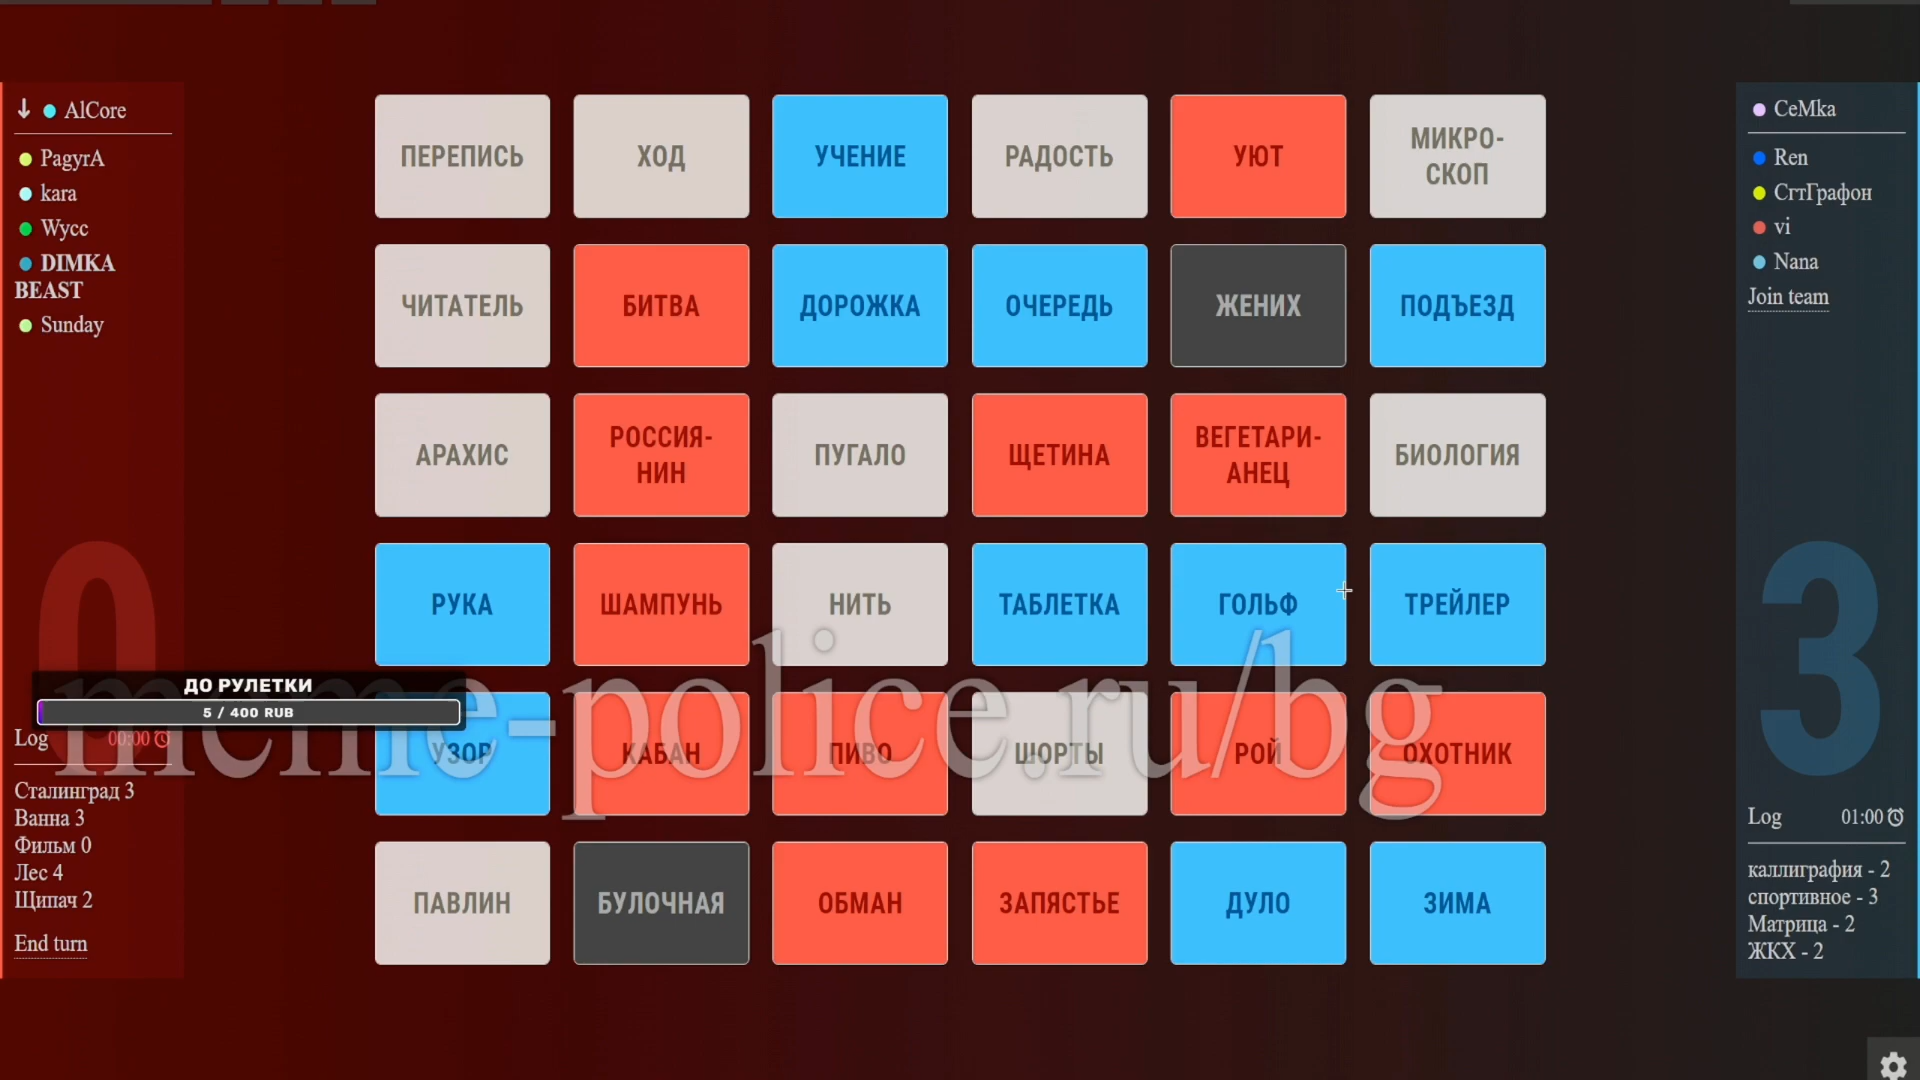 AlCore
PagyrA
kara
Wycc
DIMKA
BEAST
Sunday
0
ДО РУЛЕТКИ
5 / 400 RUB
Log 00:00
Сталинград 3
Ванна 3
Фильм 0
Лес 4
Щипач 2
End turn
ПЕРЕПИСЬ ХОД УЧЕНИЕ РАДОСТЬ УЮТ МИКРО-
СКОП
ЧИТАТЕЛЬ БИТВА ДОРОЖКА ОЧЕРЕДЬ ЖЕНИХ ПОДЪЕЗД
АРАХИС РОССИЯ-
НИН ПУГАЛО ЩЕТИНА ВЕГЕТАРИ-
АНЕЦ БИОЛОГИЯ
РУКА ШАМПУНЬ НИТЬ ТАБЛЕТКА ГОЛЬФ ТРЕЙЛЕР
meme-police.ru/bg
УЗОР КАБАН ПИВО ШОРТЫ РОЙ ОХОТНИК
ПАВЛИН БУЛОЧНАЯ ОБМАН ЗАПЯСТЬЕ ДУЛО ЗИМА
CeMka
Ren
СгтГрафон
vi
Nana
Join team
3
Log 01:00
каллиграфия - 2
спортивное - 3
Матрица - 2
ЖКХ - 2